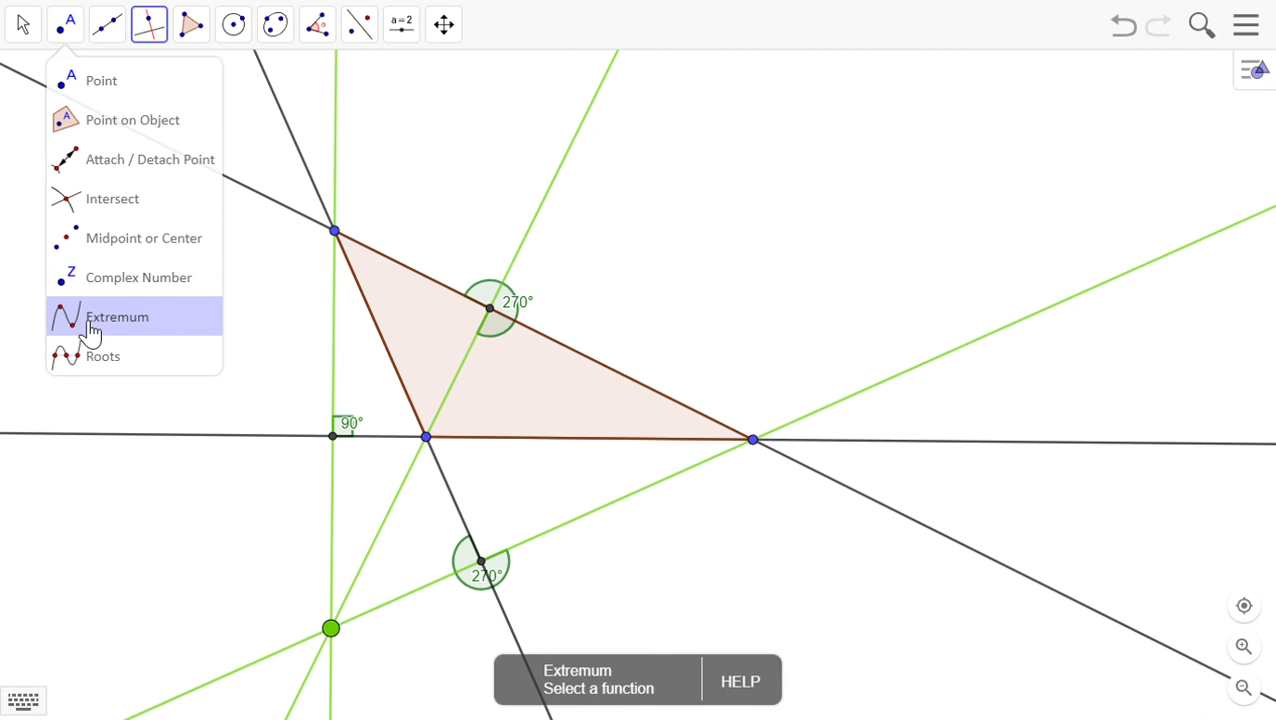 A
a=2
A Point
A Point on Object
Attach / Detach Point
Intersect
Midpoint or Center
Z Complex Number
Extremum
Roots
270°
90°
270°
Extremum
Select a function
HELP